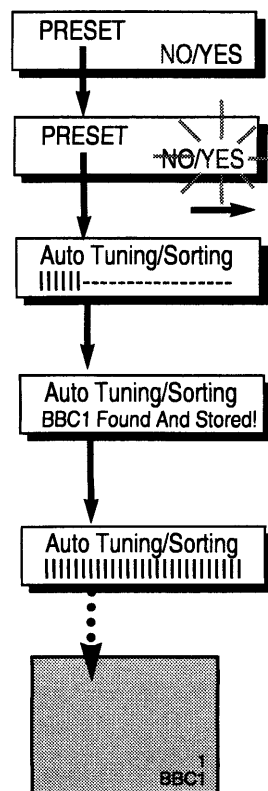 PRESET
NO/YES
PRESET
NO/YES
Auto Tuning/Sorting
Auto Tuning/Sorting
BBC1 Found And Stored!
Auto Tuning/Sorting
1
BBC1